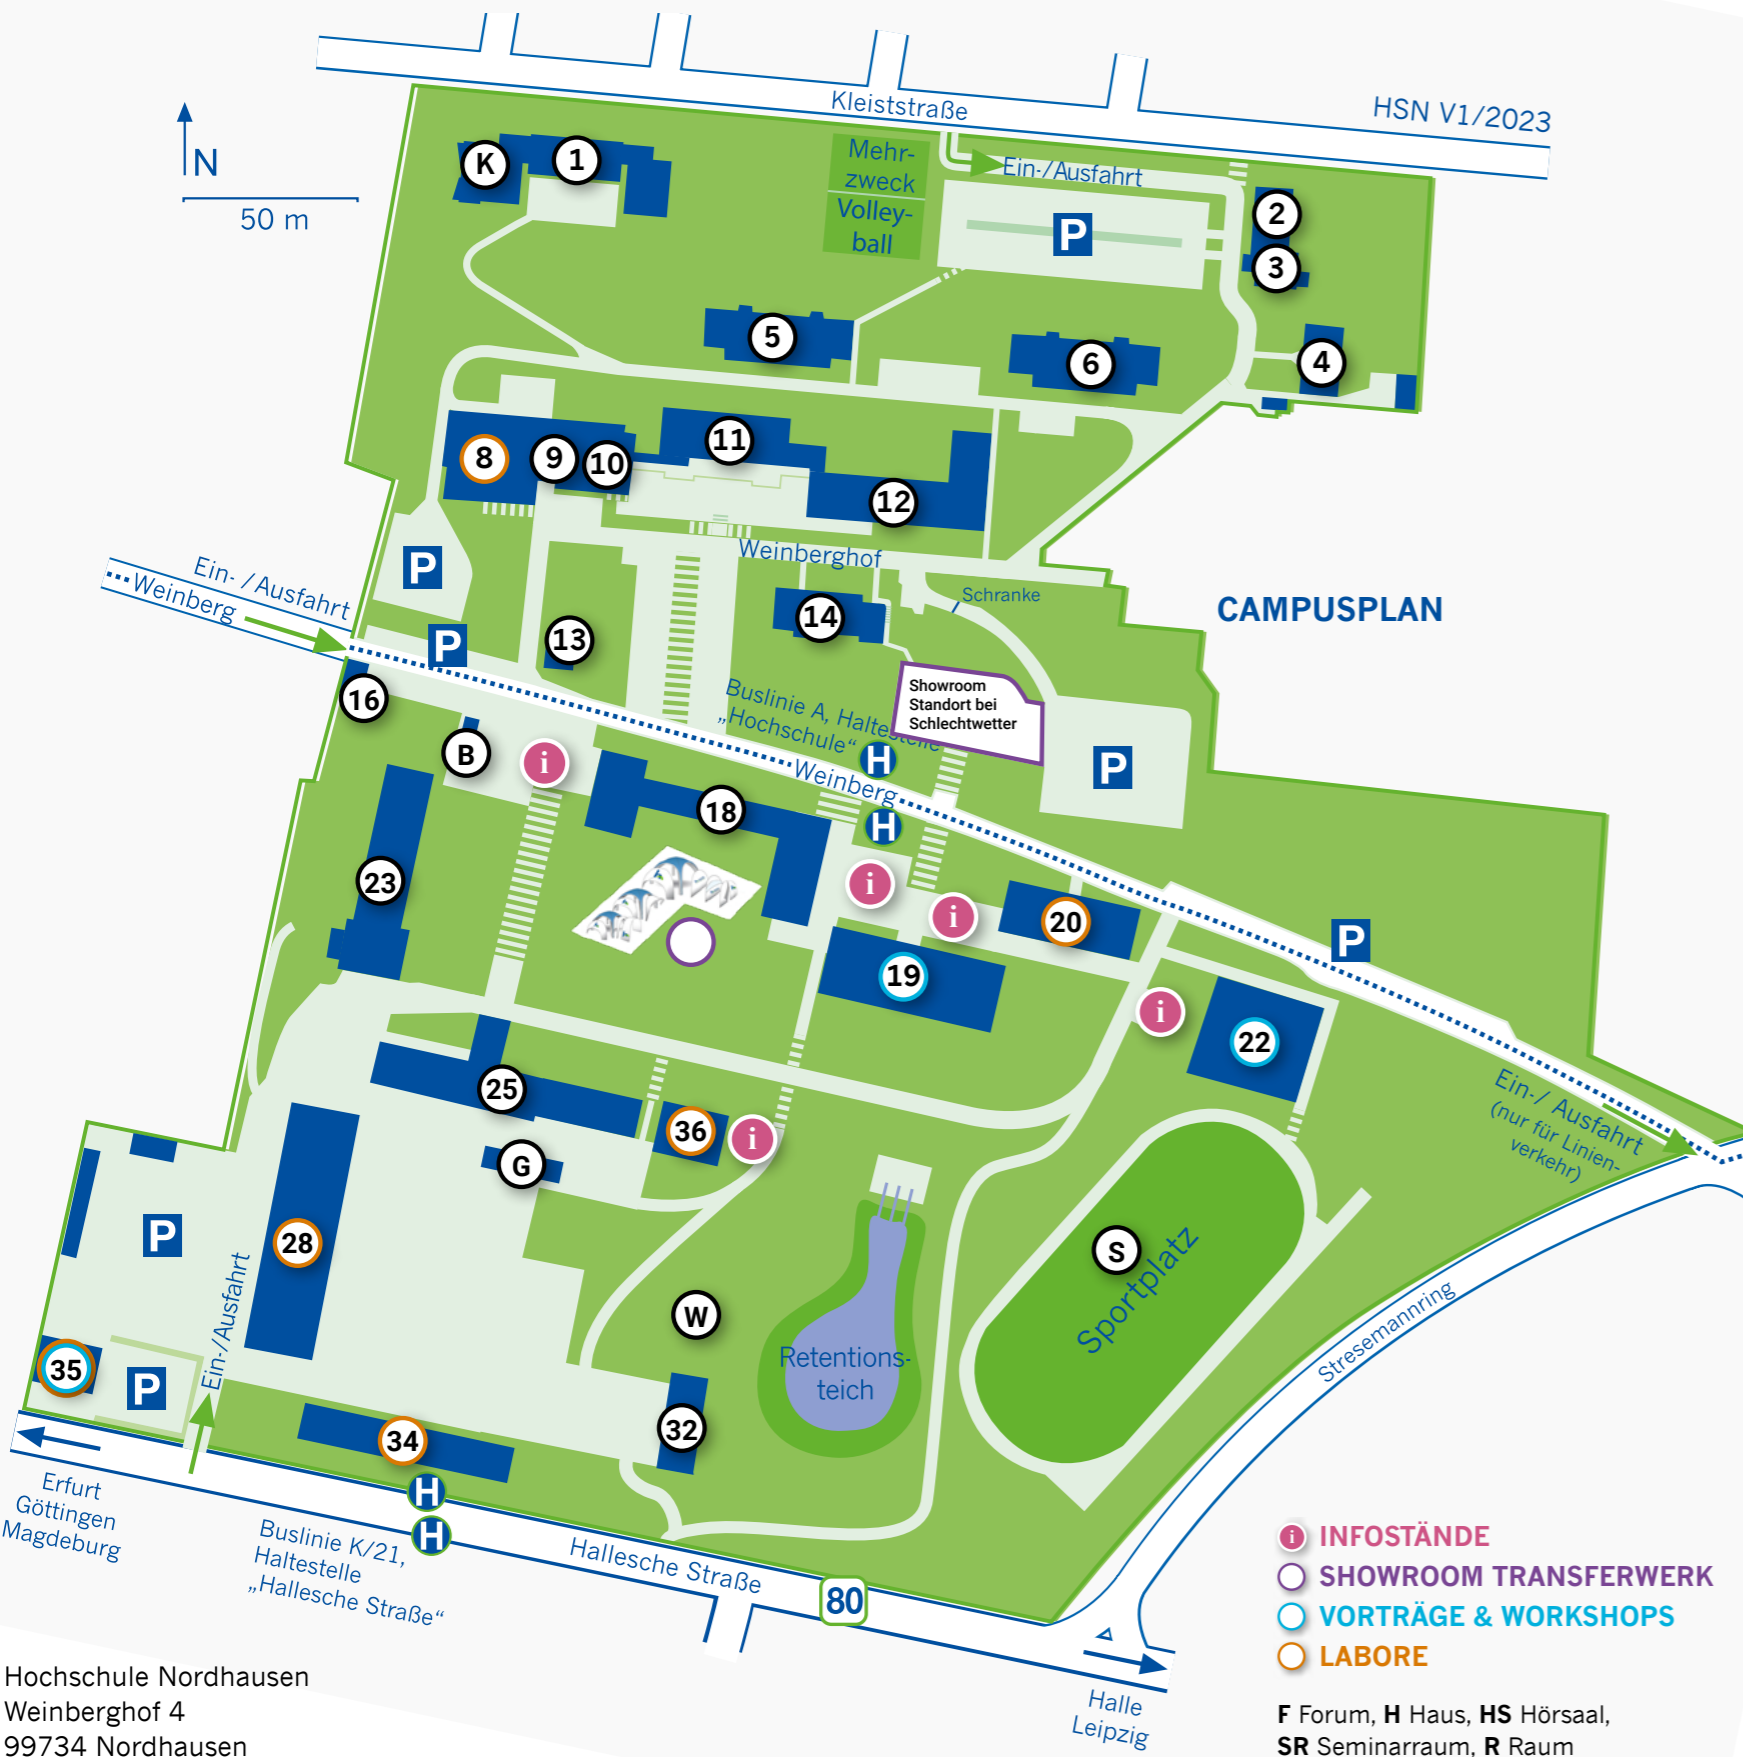 Kleiststraße
HSN V1/2023
N
50 m
K
1
Mehr-
zweck
Volley-
ball
Ein-/Ausfahrt
P
2
3
4
5
6
8
9
10
11
12
Weinberghof
Schranke
CAMPUSPLAN
P
Ein- /Ausfahrt
Weinberg
P
13
14
16
Showroom
Standort bei
Schlechtwetter
Buslinie A, Haltestelle
„Hochschule“
H
P
B
i
Weinberg
H
18
i
i
20
P
23
19
i
22
25
36
i
G
Ein-/ Ausfahrt
(nur für Linien-
verkehr)
P
28
S
Sportplatz
W
Retentions-
teich
Ein-/Ausfahrt
35
P
34
32
Stresemannring
H
H
Erfurt
Göttingen
Magdeburg
Buslinie K/21,
Haltestelle
„Hallesche Straße“
Hallesche Straße
80
Halle
Leipzig
i INFOSTÄNDE
SHOWROOM TRANSFERWERK
VORTRÄGE & WORKSHOPS
LABORE
F Forum, H Haus, HS Hörsaal,
SR Seminarraum, R Raum
Hochschule Nordhausen
Weinberghof 4
99734 Nordhausen